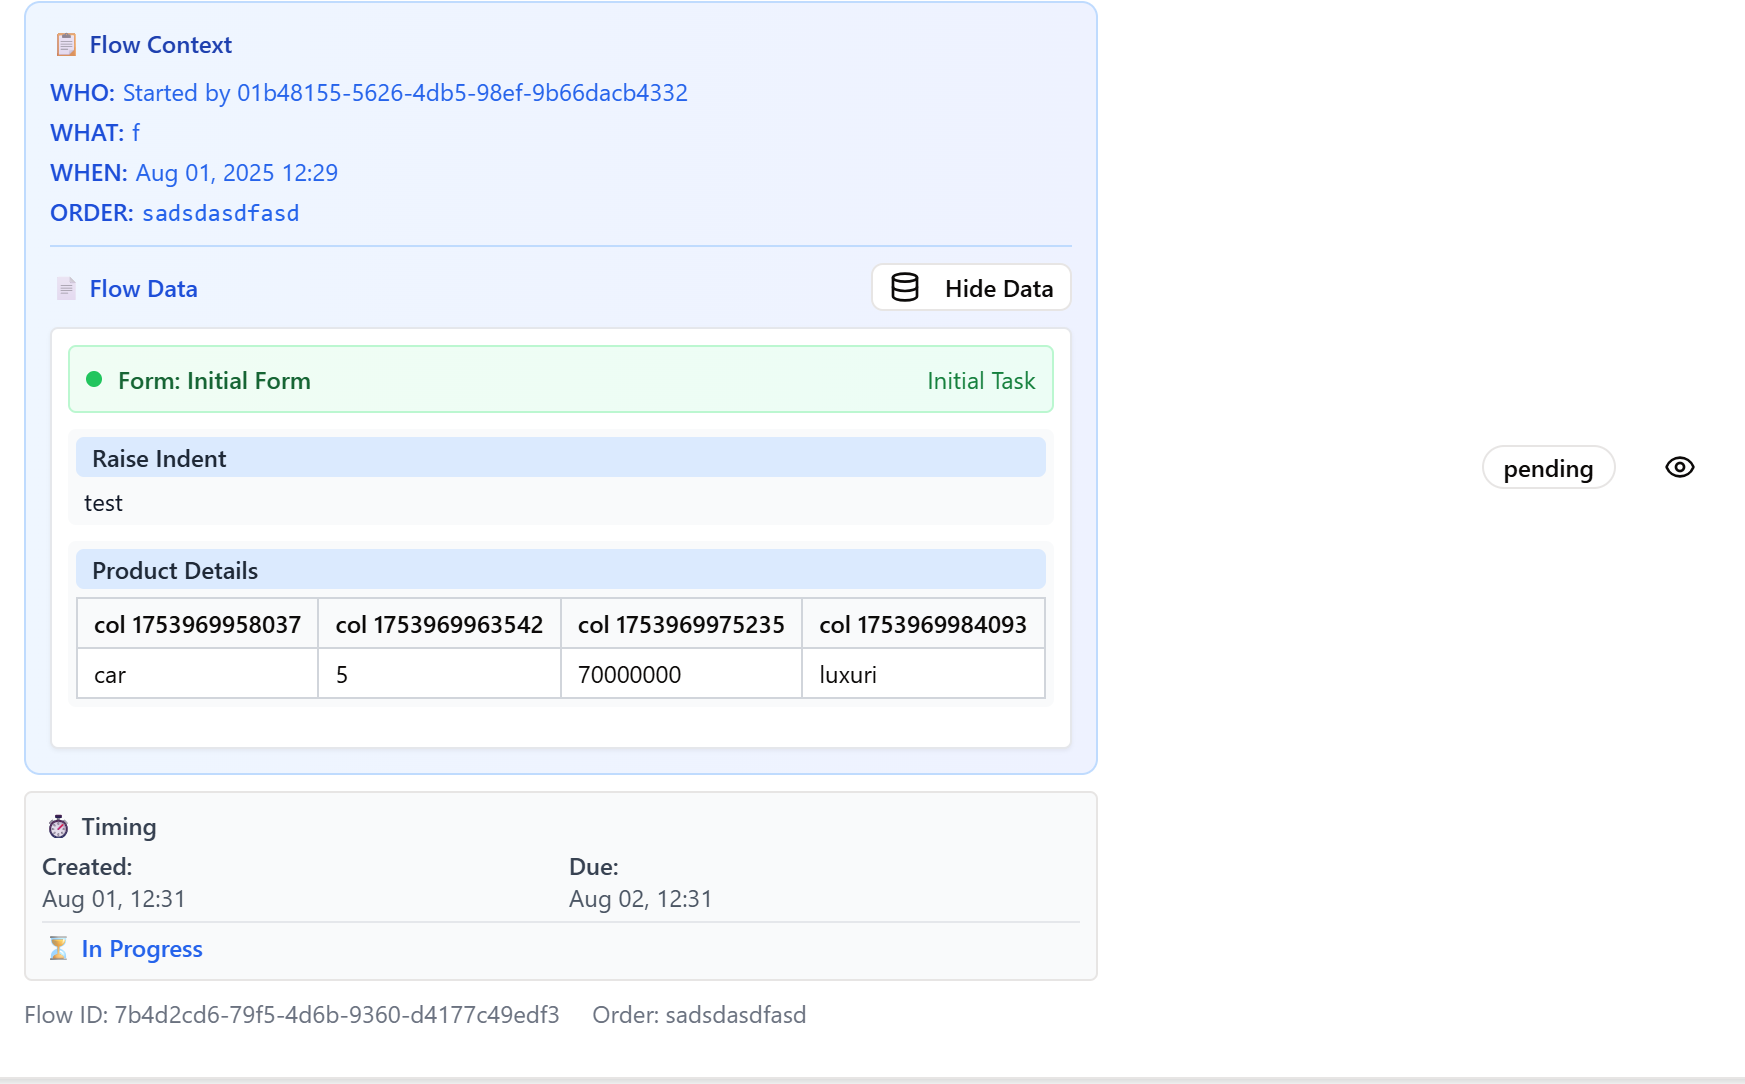 Flow Context
WHO: Started by 01b48155-5626-4db5-98ef-9b66dacb4332
WHAT: f
WHEN: Aug 01, 2025 12:29
ORDER: sadsdasdfasd
Flow Data
Hide Data
Form: Initial Form
Initial Task
Raise Indent
test
pending
Product Details
col 1753969958037 col 1753969963542 col 1753969975235 col 1753969984093
car 5 70000000 luxuri
Timing
Created: Due:
Aug 01, 12:31 Aug 02, 12:31
In Progress
Flow ID: 7b4d2cd6-79f5-4d6b-9360-d4177c49edf3 Order: sadsdasdfasd